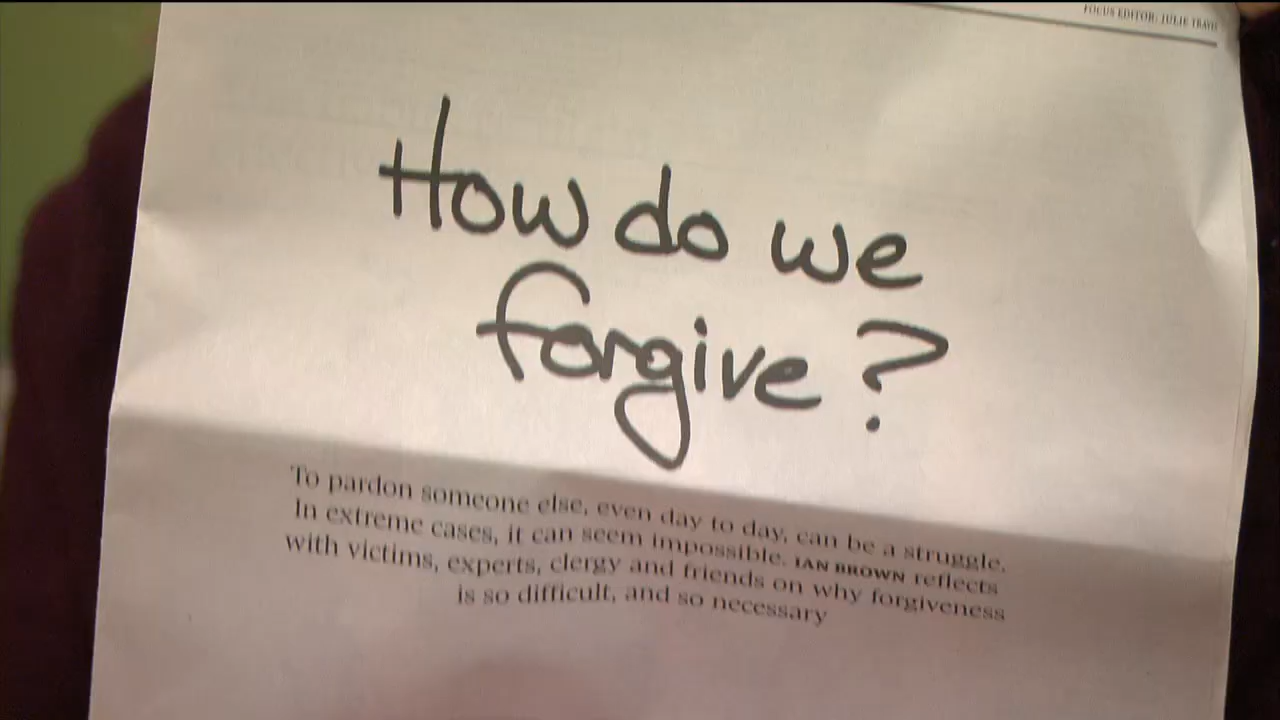 FOCUS EDITOR: JULIE TRAVIS
How do we
forgive?
To pardon someone else, even day to day, can be a struggle.
In extreme cases, it can seem impossible. IAN BROWN reflects
with victims, experts, clergy and friends on why forgiveness
is so difficult, and so necessary